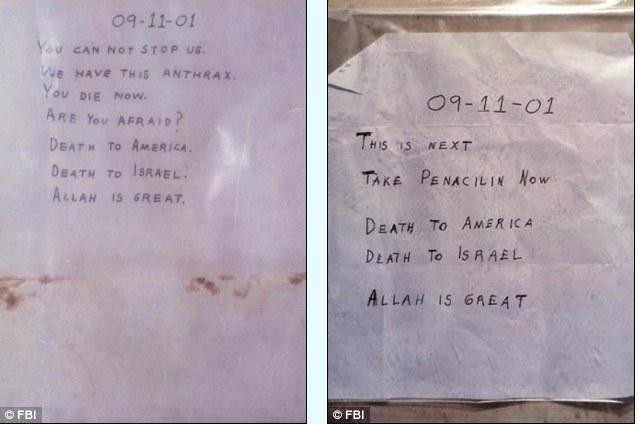 09-11-01
YOU CAN NOT STOP US.
WE HAVE THIS ANTHRAX.
YOU DIE NOW.
ARE YOU AFRAID?
DEATH TO AMERICA.
DEATH TO ISRAEL.
ALLAH IS GREAT.
© FBI
09-11-01
THIS IS NEXT
TAKE PENACILIN NOW
DEATH TO AMERICA
DEATH TO ISRAEL
ALLAH IS GREAT
© FBI